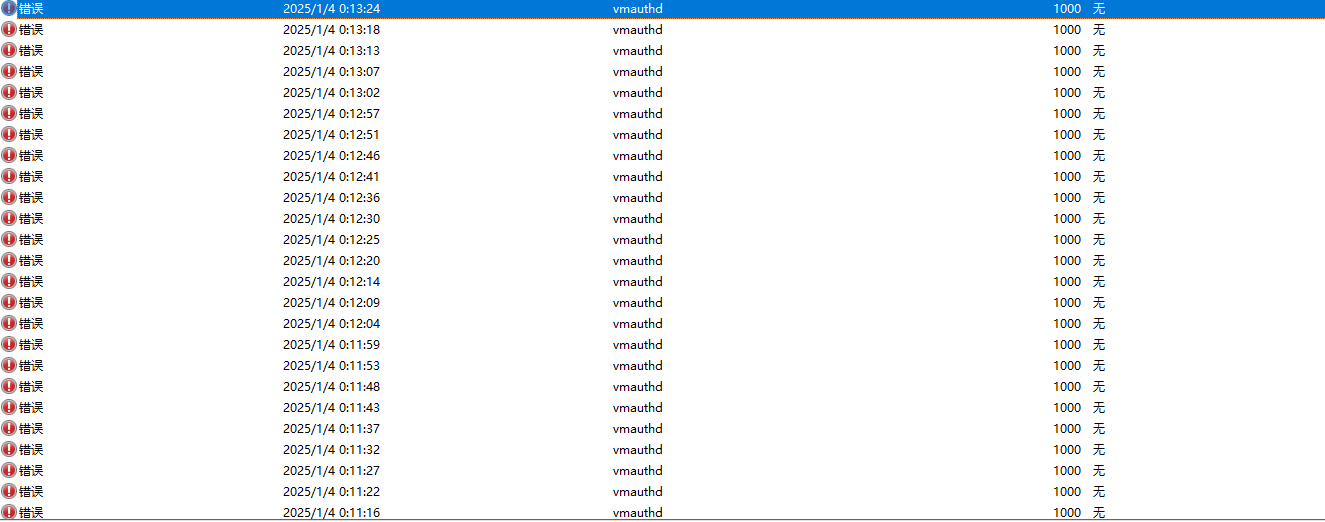 错误 2025/1/4 0:13:24 vmauthd 1000 无
错误 2025/1/4 0:13:18 vmauthd 1000 无
错误 2025/1/4 0:13:13 vmauthd 1000 无
错误 2025/1/4 0:13:07 vmauthd 1000 无
错误 2025/1/4 0:13:02 vmauthd 1000 无
错误 2025/1/4 0:12:57 vmauthd 1000 无
错误 2025/1/4 0:12:51 vmauthd 1000 无
错误 2025/1/4 0:12:46 vmauthd 1000 无
错误 2025/1/4 0:12:41 vmauthd 1000 无
错误 2025/1/4 0:12:36 vmauthd 1000 无
错误 2025/1/4 0:12:30 vmauthd 1000 无
错误 2025/1/4 0:12:25 vmauthd 1000 无
错误 2025/1/4 0:12:20 vmauthd 1000 无
错误 2025/1/4 0:12:14 vmauthd 1000 无
错误 2025/1/4 0:12:09 vmauthd 1000 无
错误 2025/1/4 0:12:04 vmauthd 1000 无
错误 2025/1/4 0:11:59 vmauthd 1000 无
错误 2025/1/4 0:11:53 vmauthd 1000 无
错误 2025/1/4 0:11:48 vmauthd 1000 无
错误 2025/1/4 0:11:43 vmauthd 1000 无
错误 2025/1/4 0:11:37 vmauthd 1000 无
错误 2025/1/4 0:11:32 vmauthd 1000 无
错误 2025/1/4 0:11:27 vmauthd 1000 无
错误 2025/1/4 0:11:22 vmauthd 1000 无
错误 2025/1/4 0:11:16 vmauthd 1000 无